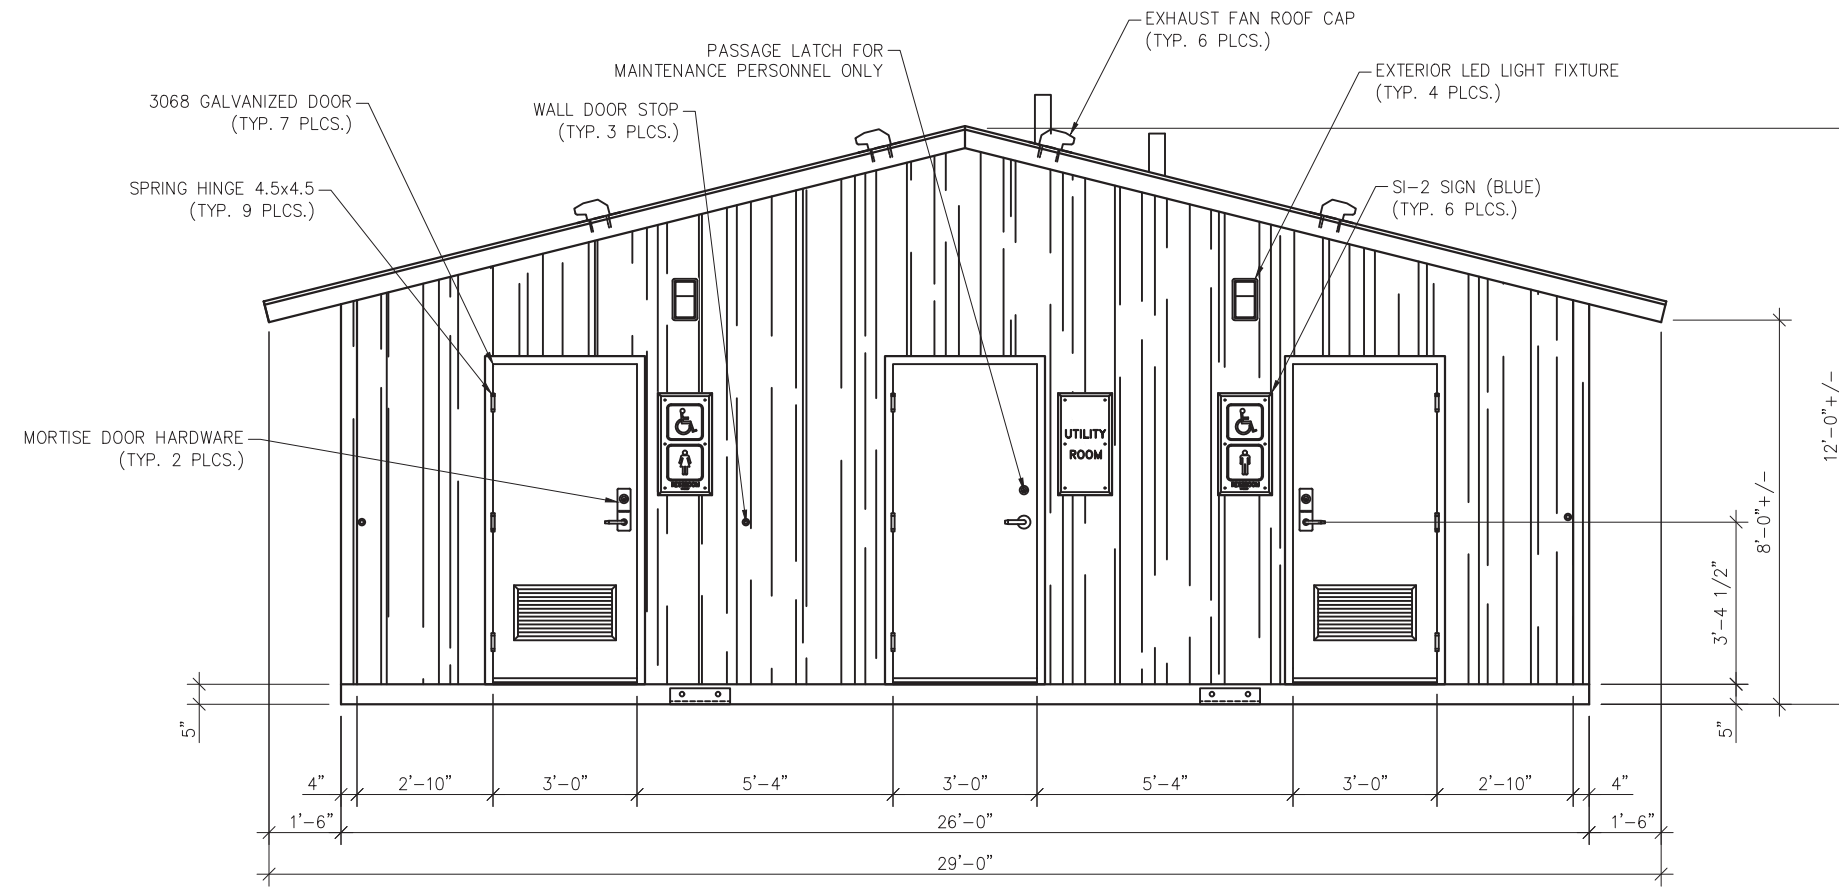 EXHAUST FAN ROOF CAP
(TYP. 6 PLCS.)
PASSAGE LATCH FOR
MAINTENANCE PERSONNEL ONLY
EXTERIOR LED LIGHT FIXTURE
(TYP. 4 PLCS.)
3068 GALVANIZED DOOR
(TYP. 7 PLCS.)
WALL DOOR STOP
(TYP. 3 PLCS.)
SPRING HINGE 4.5x4.5
(TYP. 9 PLCS.)
SI-2 SIGN (BLUE)
(TYP. 6 PLCS.)
MORTISE DOOR HARDWARE
(TYP. 2 PLCS.)
UTILITY
ROOM
12'-0"+/-
8'-0"+/-
3'-4 1/2"
5"
5"
4"
2'-10"
3'-0"
5'-4"
3'-0"
5'-4"
3'-0"
2'-10"
4"
1'-6"
26'-0"
1'-6"
29'-0"